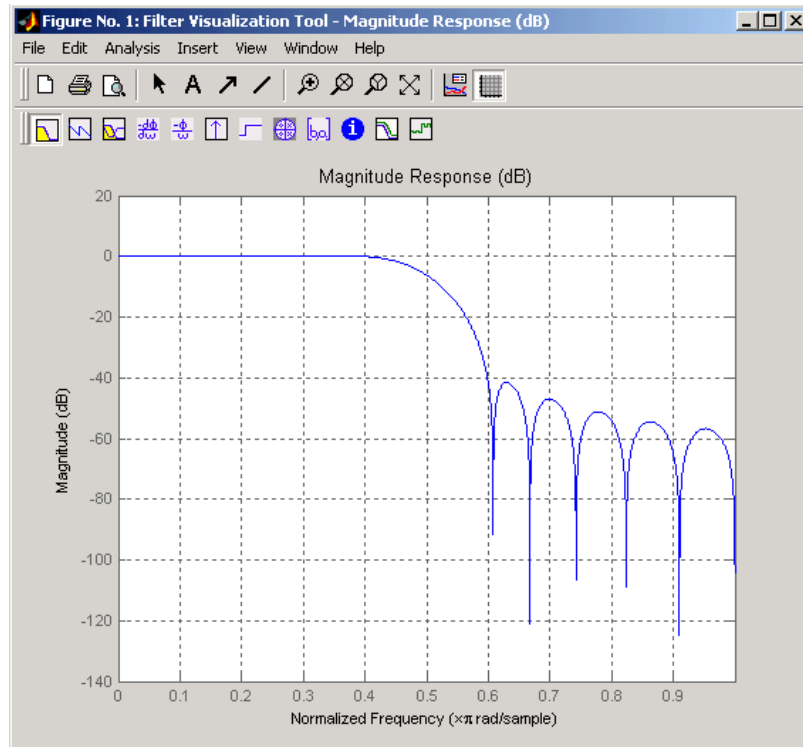 Figure No. 1: Filter Visualization Tool - Magnitude Response (dB)
File Edit Analysis Insert View Window Help
A
[b,a] i
Magnitude Response (dB)
20
0
-20
-40
-60
-80
-100
-120
-140
Magnitude (dB)
0 0.1 0.2 0.3 0.4 0.5 0.6 0.7 0.8 0.9
Normalized Frequency (×π rad/sample)